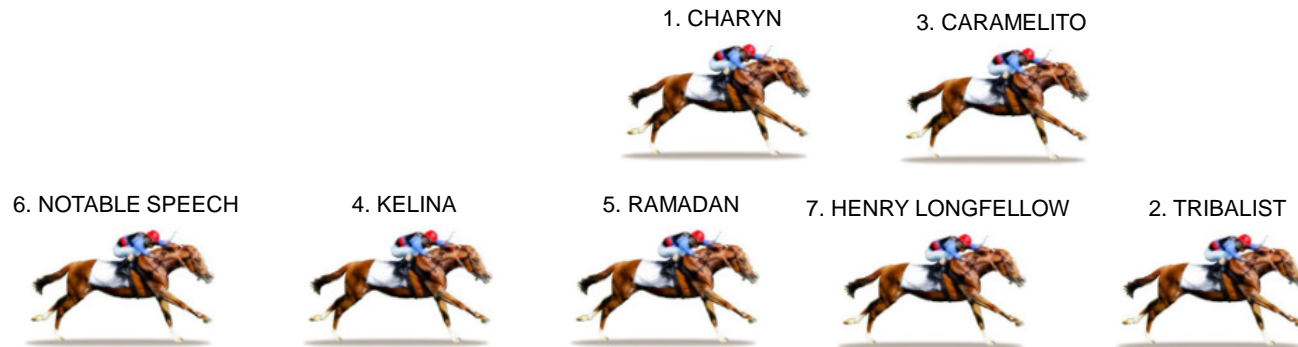 1. CHARYN
3. CARAMELITO
6. NOTABLE SPEECH
4. KELINA
5. RAMADAN
7. HENRY LONGFELLOW
2. TRIBALIST